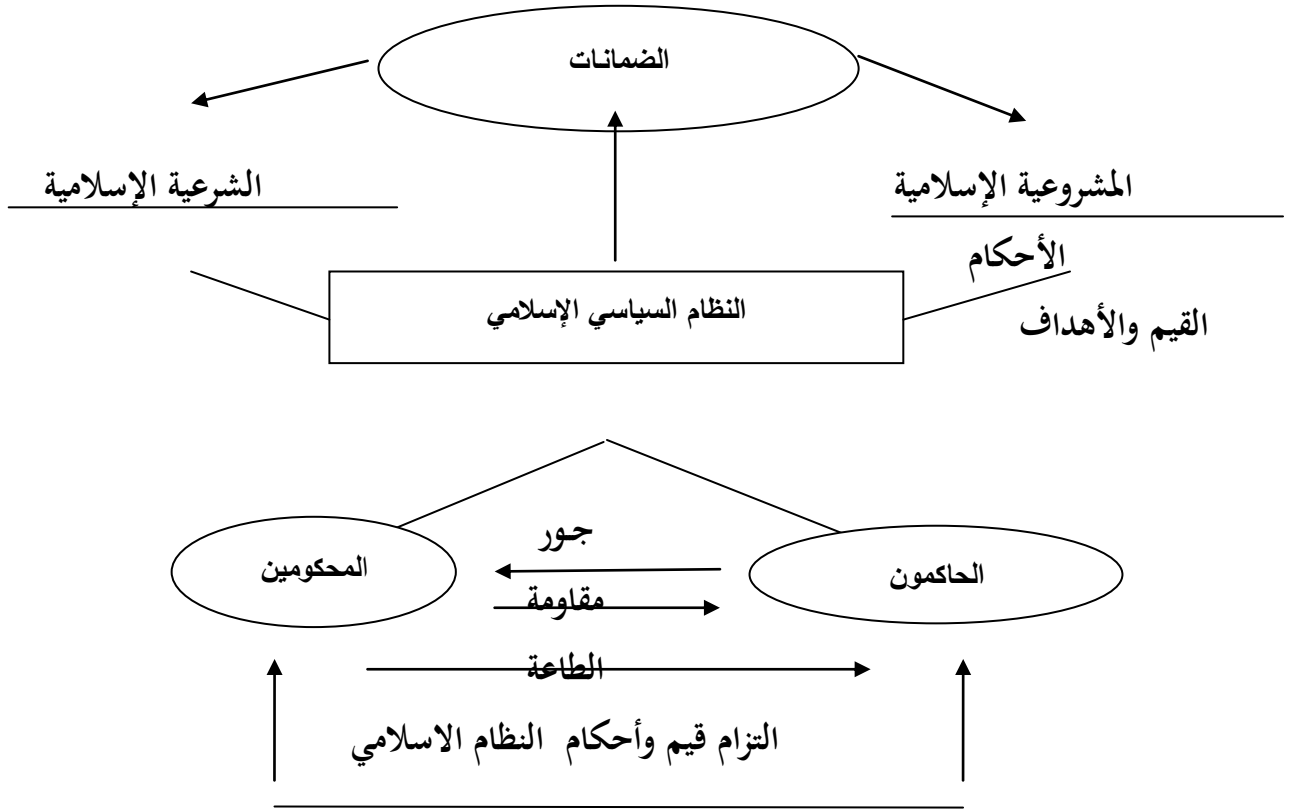 الضمانات
المشروعية الإسلامية
الشرعية الإسلامية
الأحكام
القيم والأهداف
النظام السياسي الإسلامي
الحاكمون
جور
المحكومين
مقاومة
الطاعة
التزام قيم وأحكام النظام الاسلامي